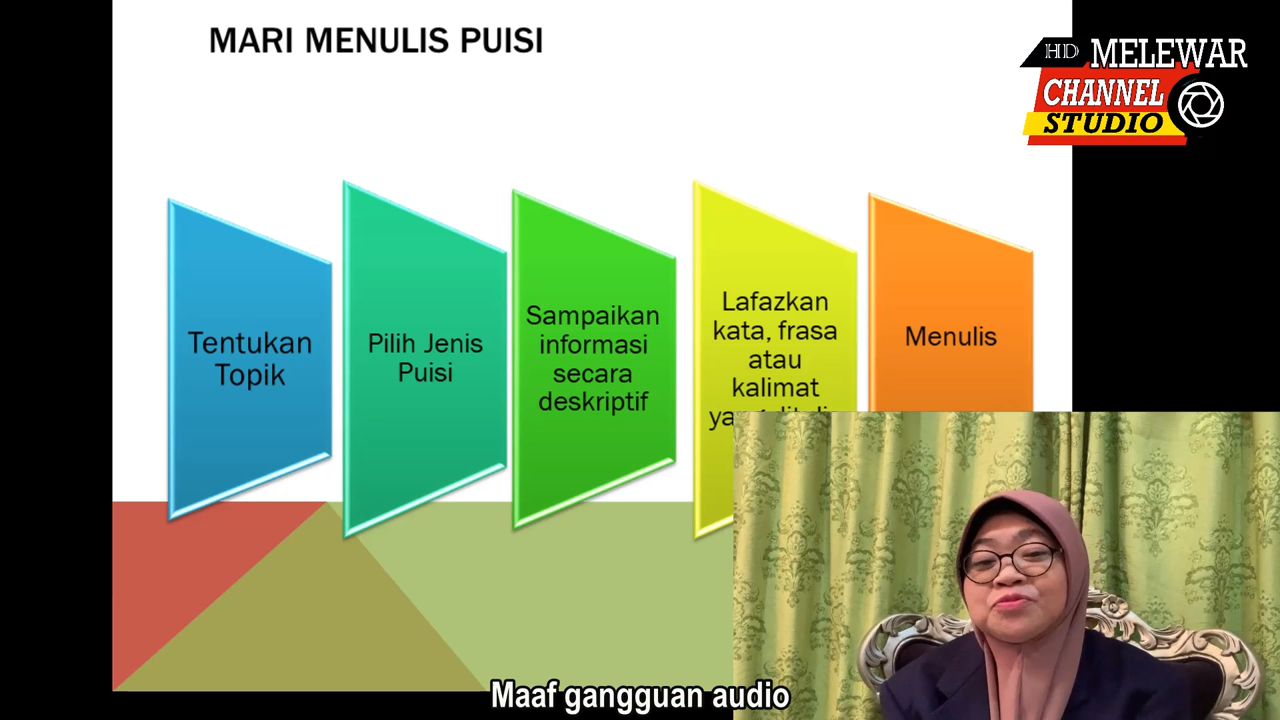 MARI MENULIS PUISI
HD MELEWAR
CHANNEL
STUDIO
Tentukan
Topik
Pilih Jenis
Puisi
Sampaikan
informasi
secara
deskriptif
Lafazkan
kata, frasa
atau
kalimat
Menulis
Maaf gangguan audio